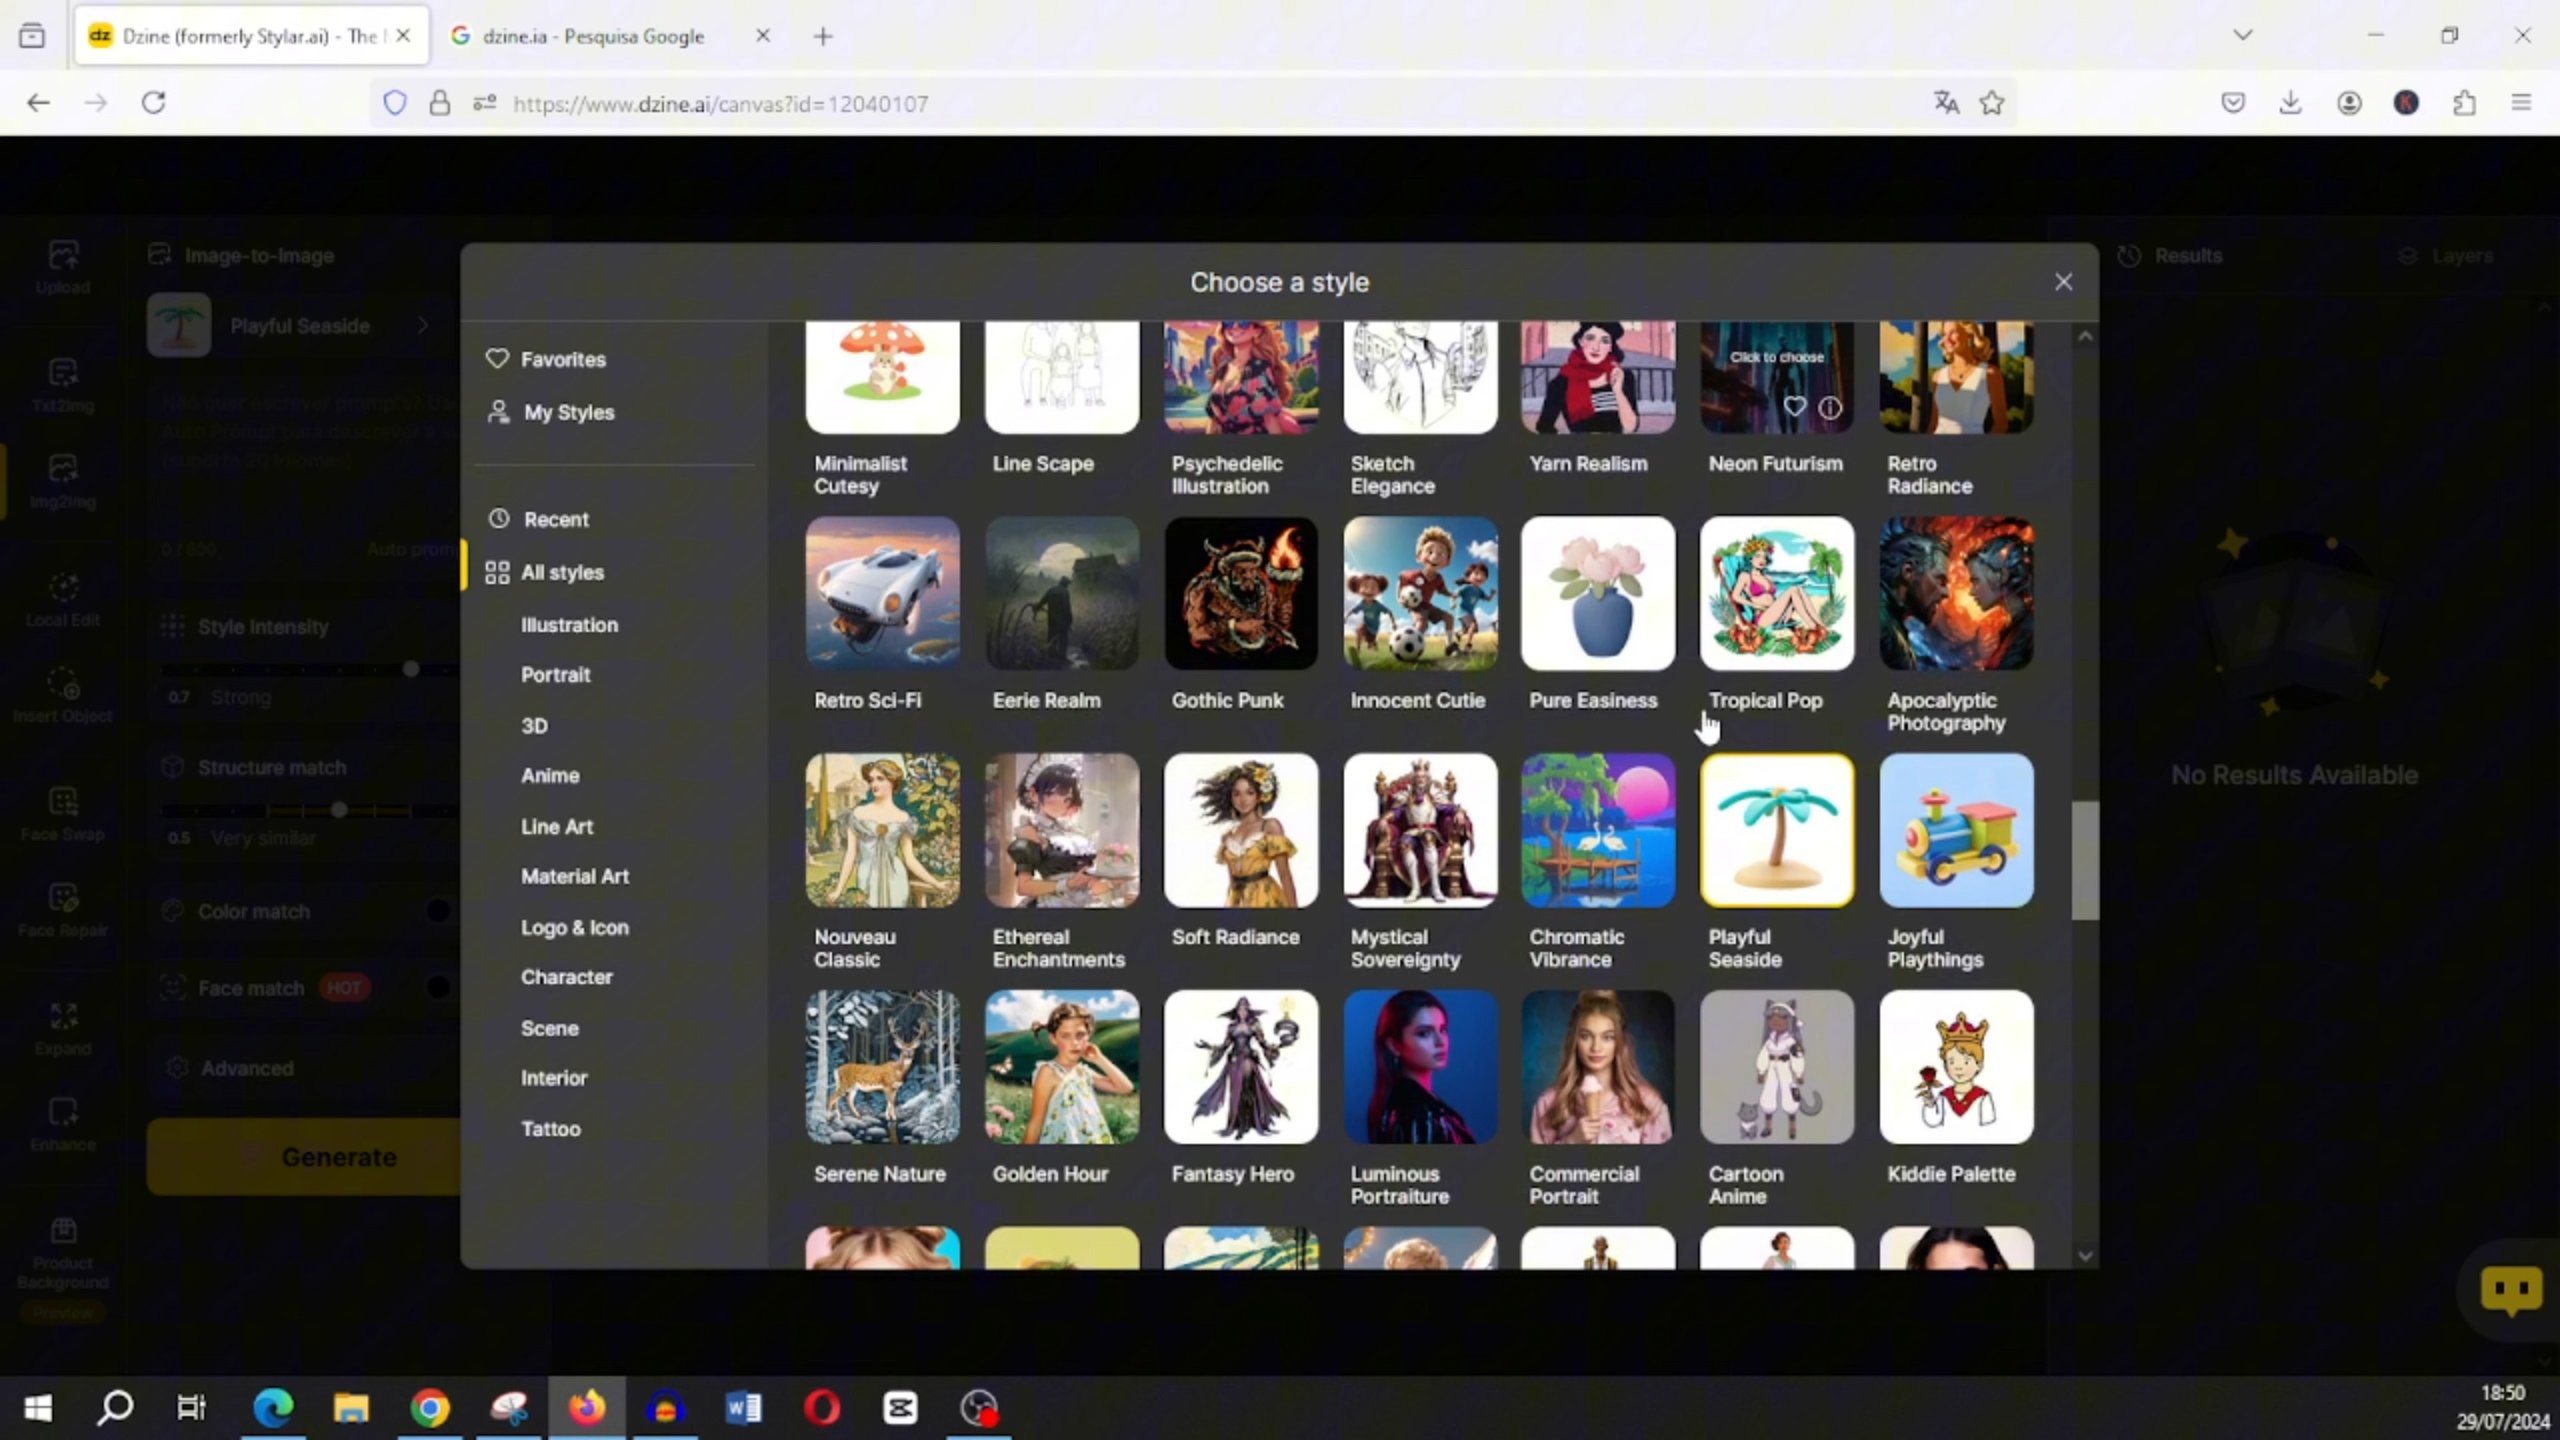 Dzine (formerly Stylar.ai) - The
dzine.ia - Pesquisa Google
https://www.dzine.ai/canvas?id=12040107
Upload
Txt2Img
Img2Img
Local Edit
Insert Object
Face Swap
Face Repair
Expand
Enhance
Product
Background
Preview
Image-to-Image
Playful Seaside
0 / 800
Auto prom
Style Intensity
0.7 Strong
Structure match
0.5 Very similar
Color match
Face match HOT
Advanced
Generate
Choose a style
Favorites
My Styles
Recent
All styles
Illustration
Portrait
3D
Anime
Line Art
Material Art
Logo & Icon
Character
Scene
Interior
Tattoo
Click to choose
Minimalist
Cutesy
Line Scape
Psychedelic
Illustration
Sketch
Elegance
Yarn Realism
Neon Futurism
Retro
Radiance
Retro Sci-Fi
Eerie Realm
Gothic Punk
Innocent Cutie
Pure Easiness
Tropical Pop
Apocalyptic
Photography
Nouveau
Classic
Ethereal
Enchantments
Soft Radiance
Mystical
Sovereignty
Chromatic
Vibrance
Playful
Seaside
Joyful
Playthings
Serene Nature
Golden Hour
Fantasy Hero
Luminous
Portraiture
Commercial
Portrait
Cartoon
Anime
Kiddie Palette
Results
Layers
No Results Available
18:50
29/07/2024